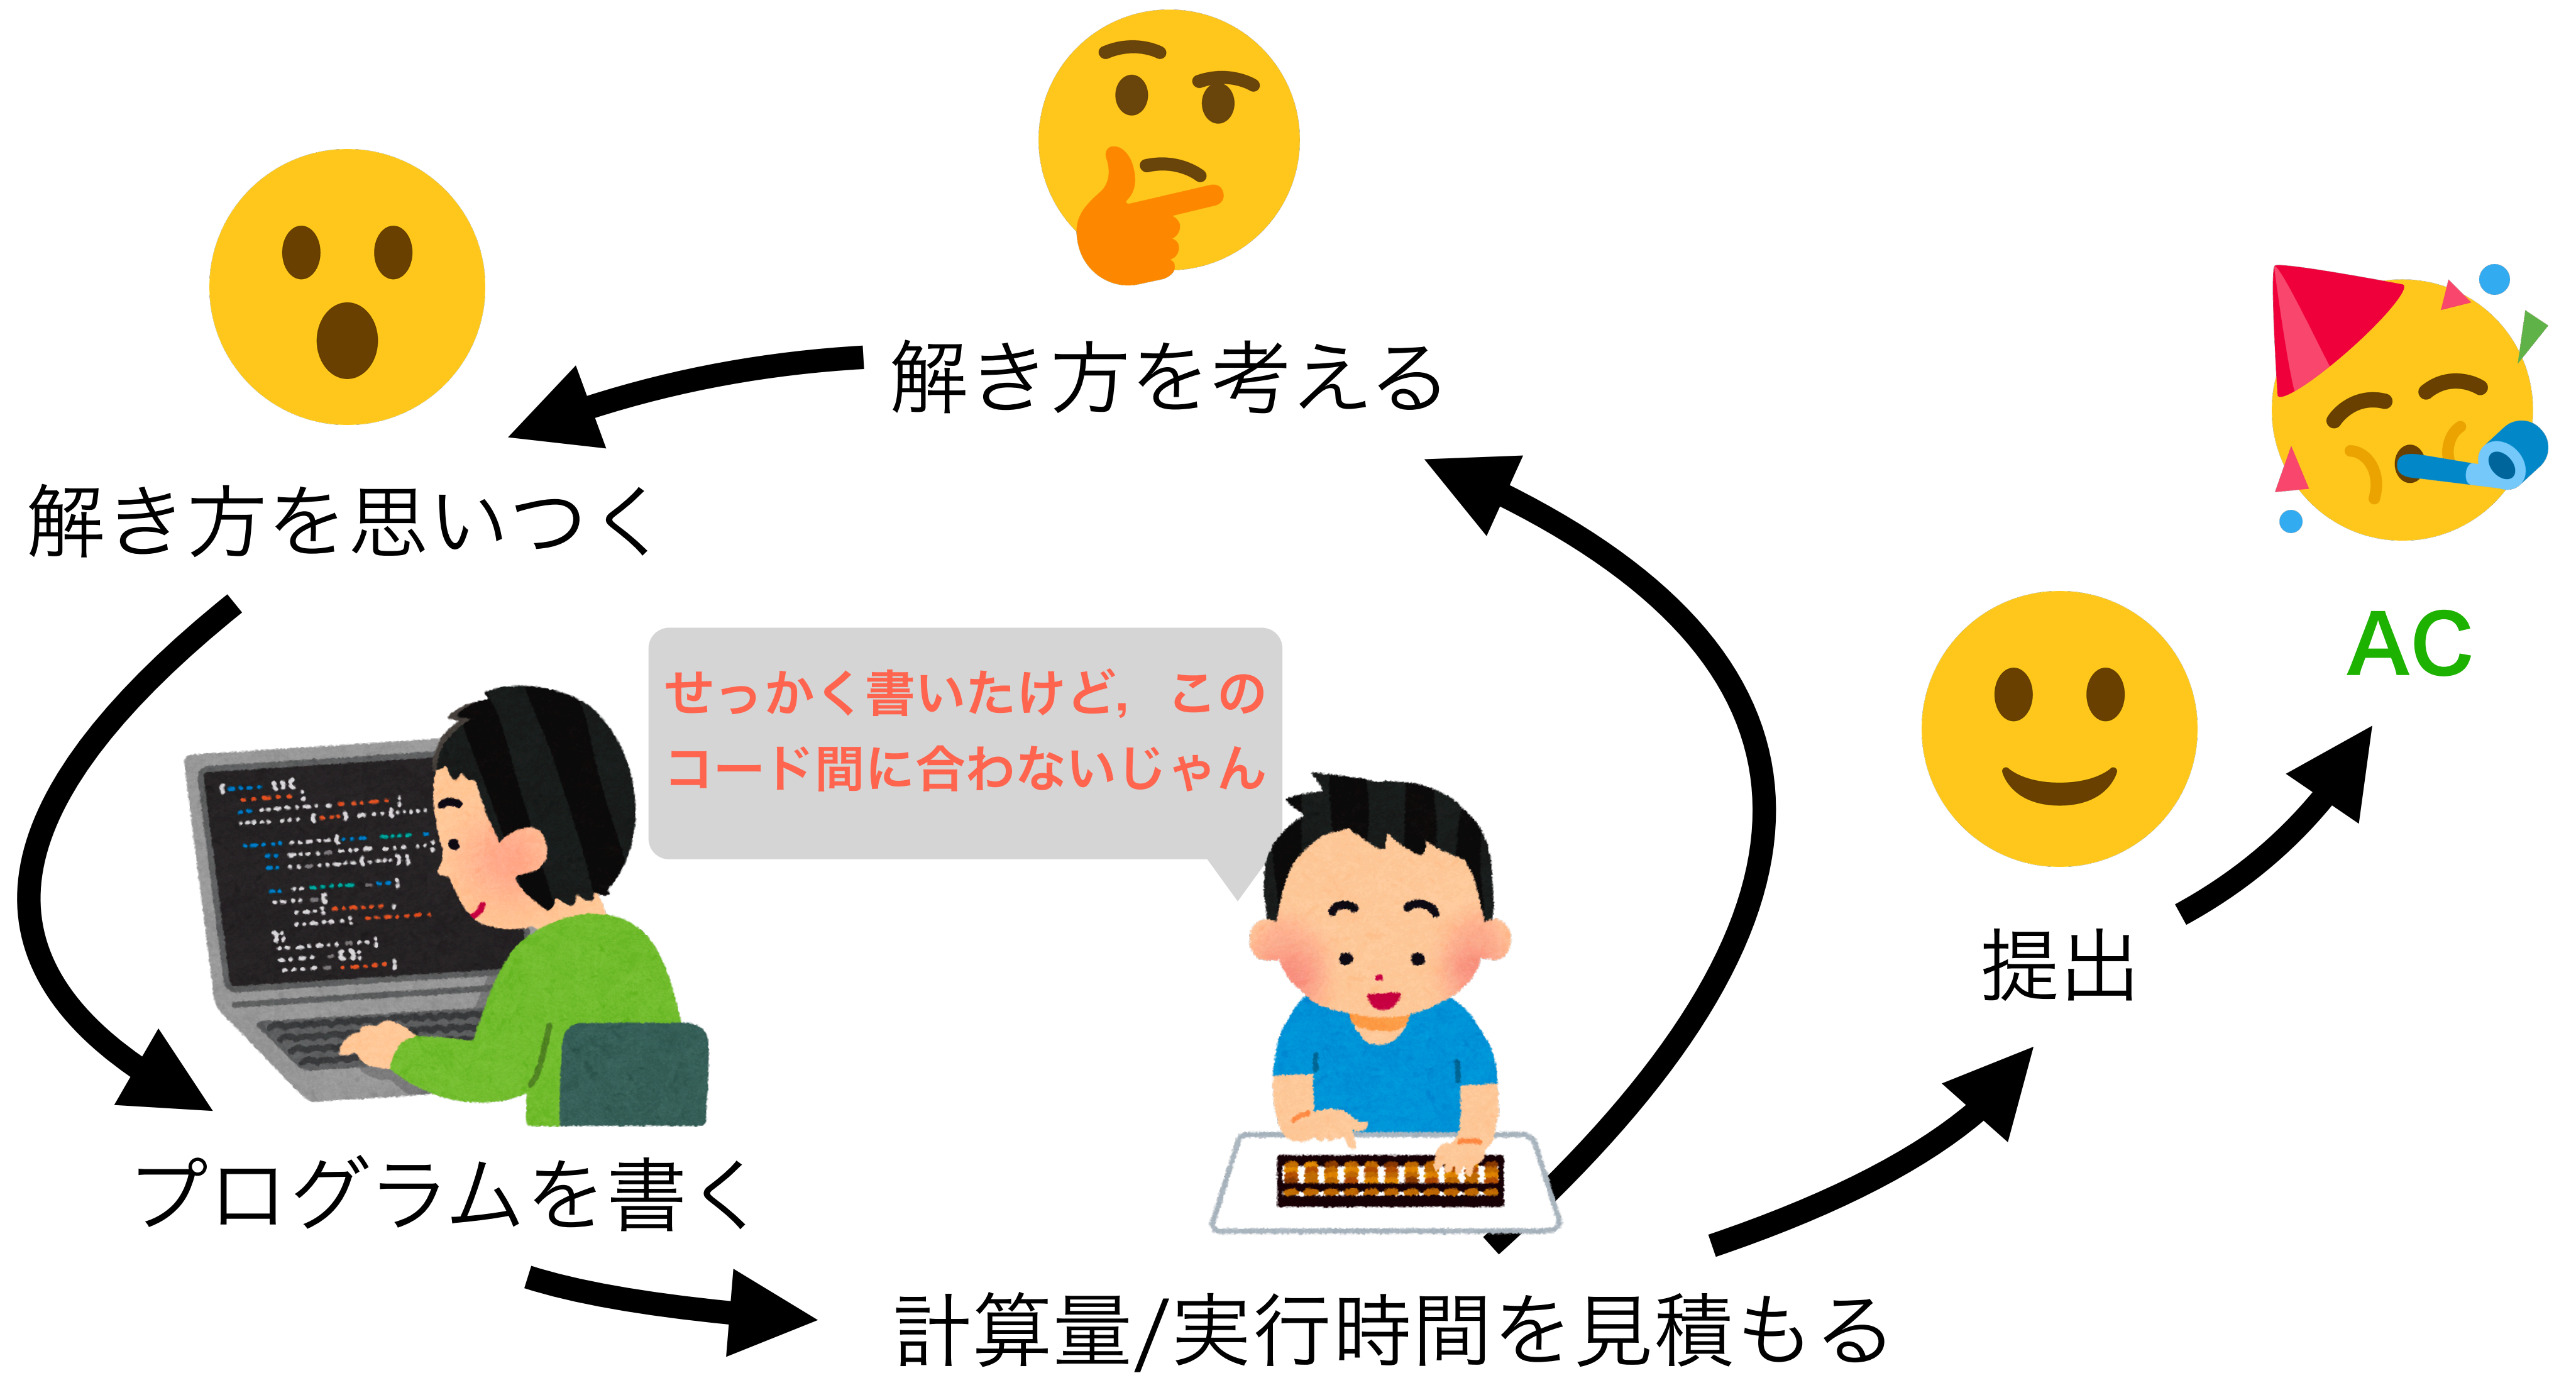 解き方を考える
解き方を思いつく
せっかく書いたけど，この
コード間に合わないじゃん
プログラムを書く
計算量/実行時間を見積もる
提出
AC